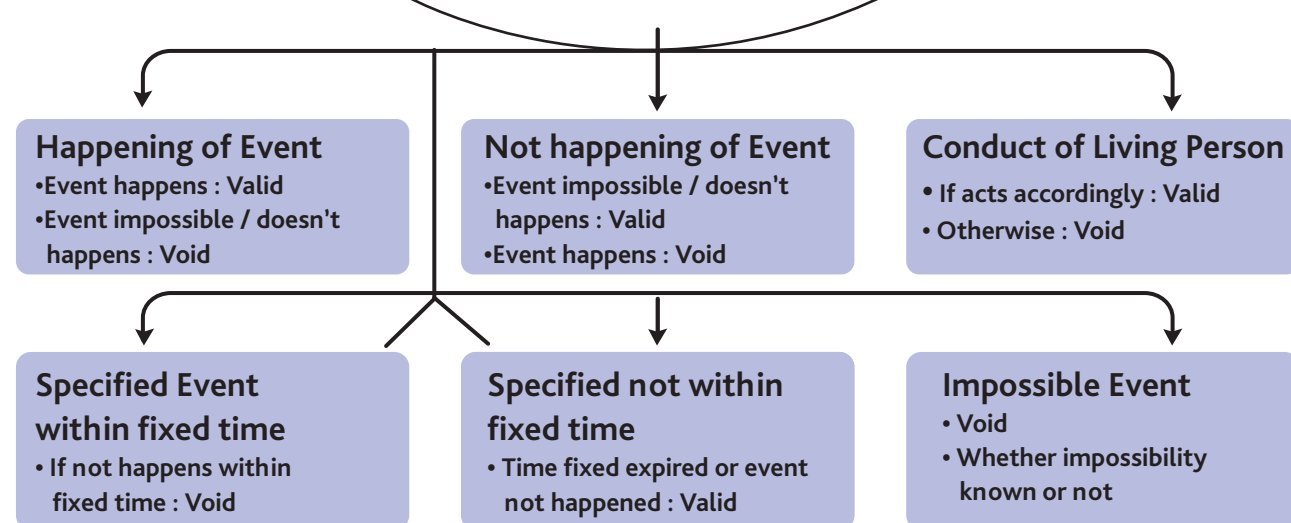 Happening of Event
•Event happens : Valid
•Event impossible / doesn't
happens : Void
Not happening of Event
•Event impossible / doesn't
happens : Valid
•Event happens : Void
Conduct of Living Person
• If acts accordingly : Valid
• Otherwise : Void
Specified Event
within fixed time
• If not happens within
fixed time : Void
Specified not within
fixed time
• Time fixed expired or event
not happened : Valid
Impossible Event
• Void
• Whether impossibility
known or not